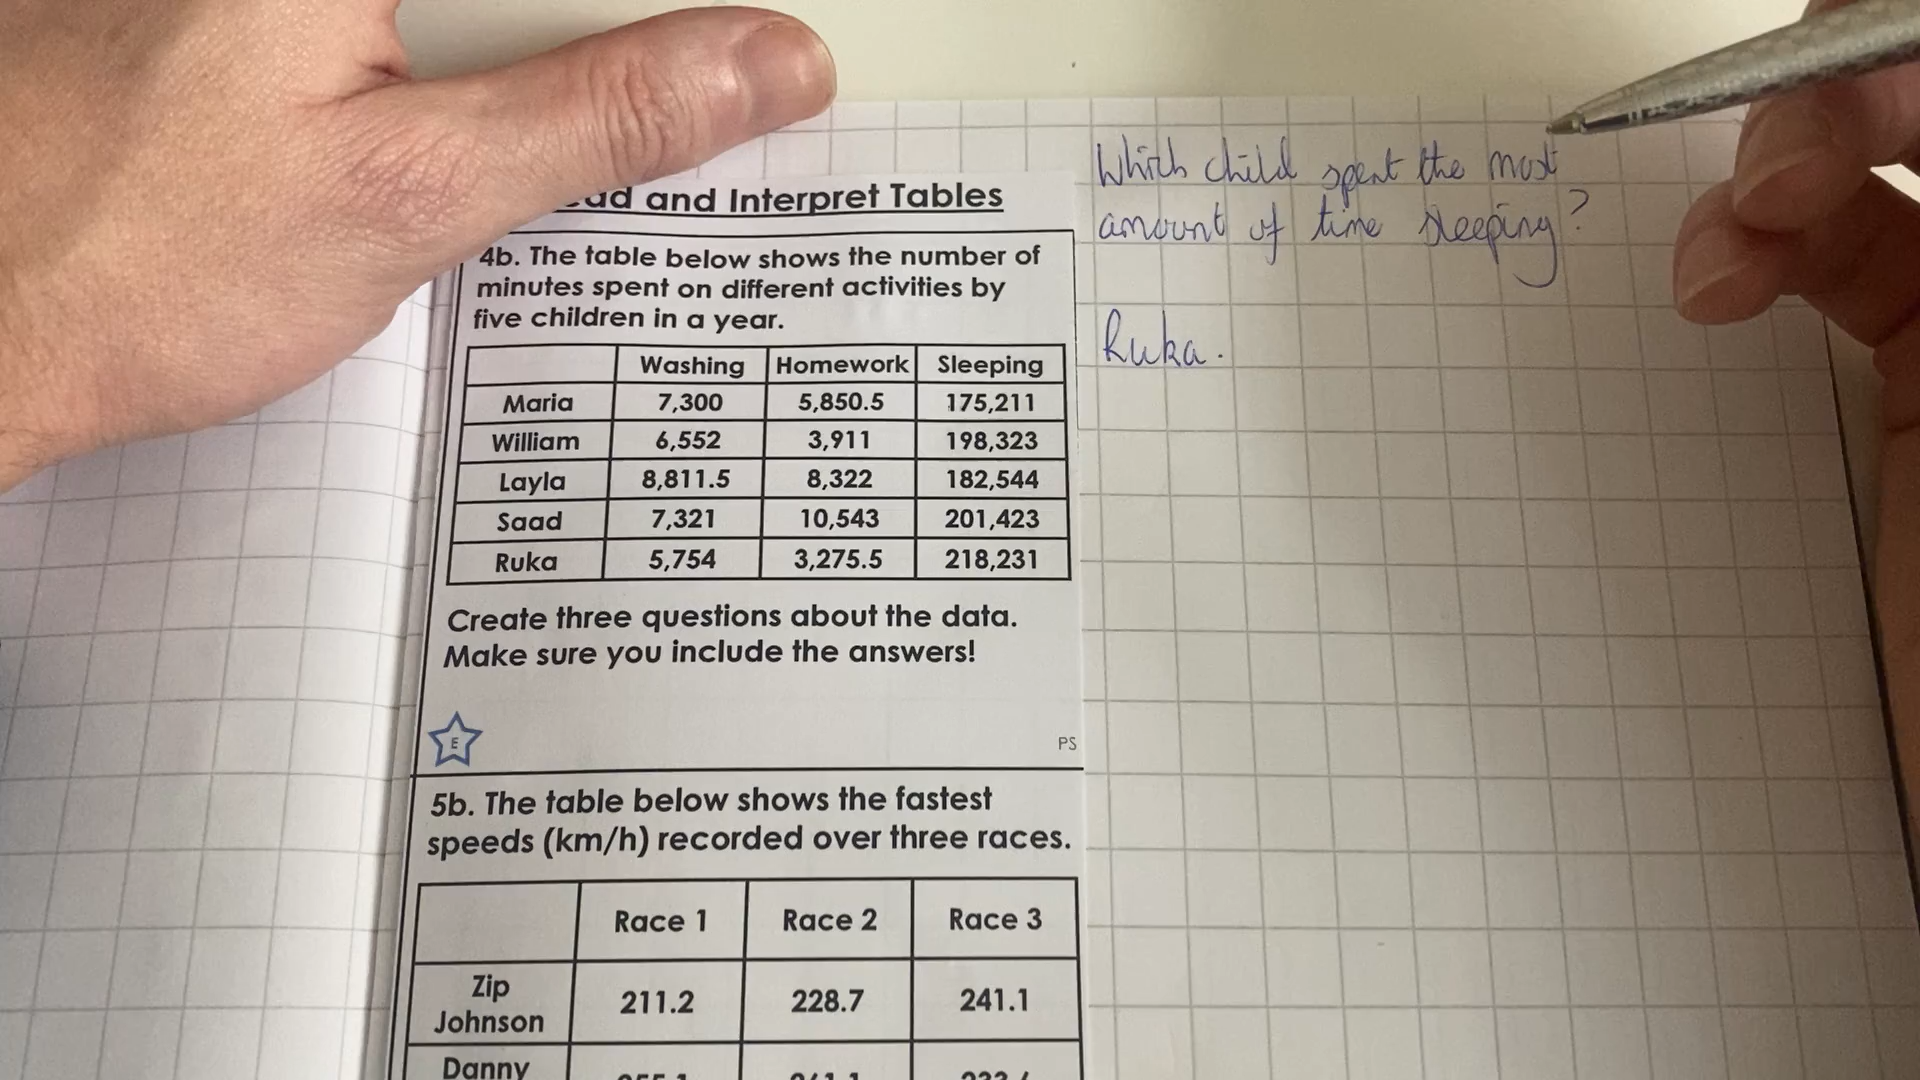 and Interpret Tables
4b. The table below shows the number of
minutes spent on different activities by
five children in a year.
Washing Homework Sleeping
Maria 7,300 5,850.5 175,211
William 6,552 3,911 198,323
Layla 8,811.5 8,322 182,544
Saad 7,321 10,543 201,423
Ruka 5,754 3,275.5 218,231
Create three questions about the data.
Make sure you include the answers!
E
PS
5b. The table below shows the fastest
speeds (km/h) recorded over three races.
Race 1 Race 2 Race 3
Zip
Johnson 211.2 228.7 241.1
Danny
Which child spent the most
amount of time sleeping?
Ruka.